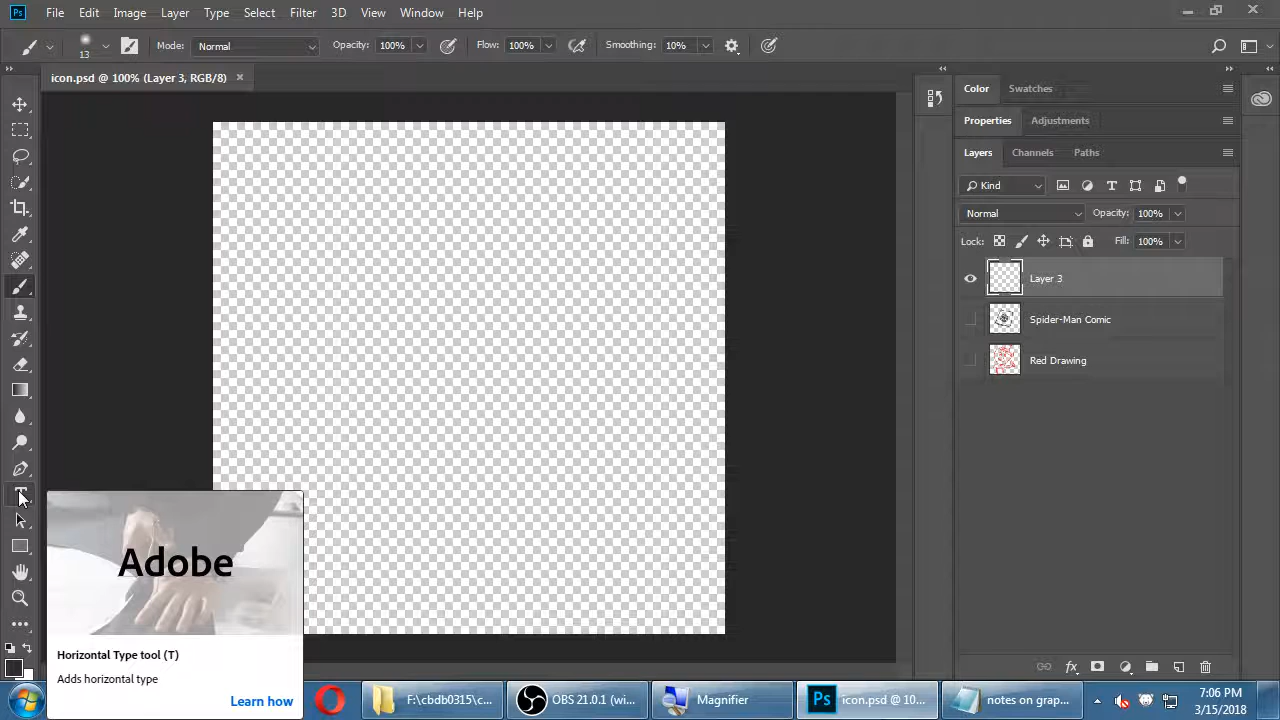 Ps File Edit Image Layer Type Select Filter 3D View Window Help
13 Mode: Normal Opacity: 100% Flow: 100% Smoothing: 10%
icon.psd @ 100% (Layer 3, RGB/8) ×
Color Swatches
Properties Adjustments
Layers Channels Paths
Kind
Normal Opacity: 100%
Lock: Fill: 100%
Layer 3
Spider-Man Comic
Red Drawing
Adobe
Horizontal Type tool (T)
Adds horizontal type
Learn how
F:\cbdb0315\c...
OBS 21.0.1 (wi...
Magnifier
Ps icon.psd @ 10...
notes on grap...
7:06 PM
3/15/2018